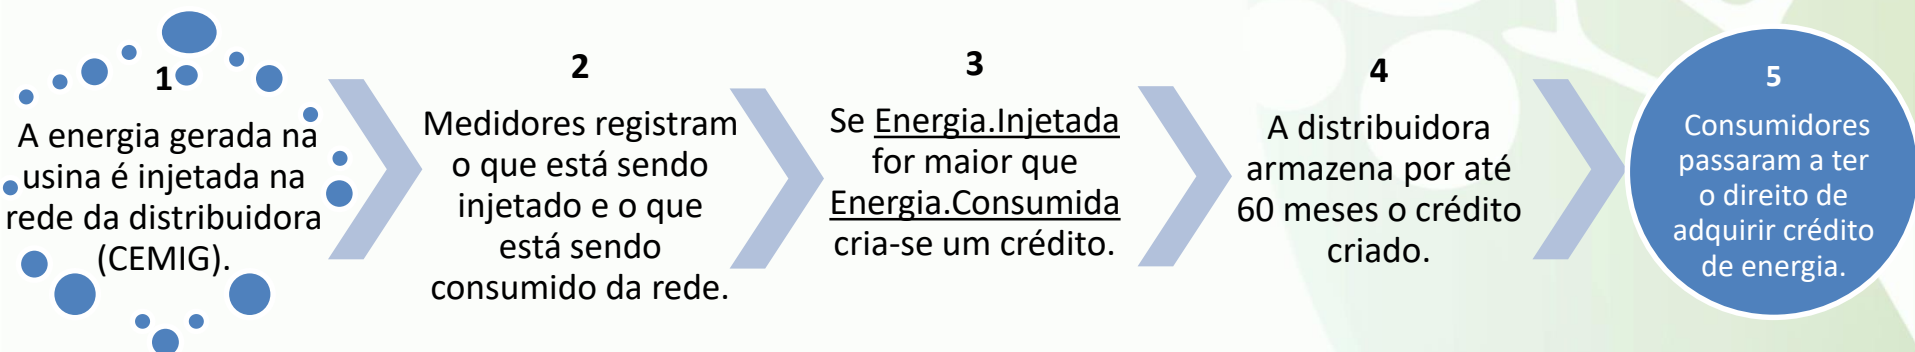 1
A energia gerada na
usina é injetada na
rede da distribuidora
(CEMIG).
2
Medidores registram
o que está sendo
injetado e o que
está sendo
consumido da rede.
3
Se Energia.Injetada
for maior que
Energia.Consumida
cria-se um crédito.
4
A distribuidora
armazena por até
60 meses o crédito
criado.
5
Consumidores
passaram a ter
o direito de
adquirir crédito
de energia.